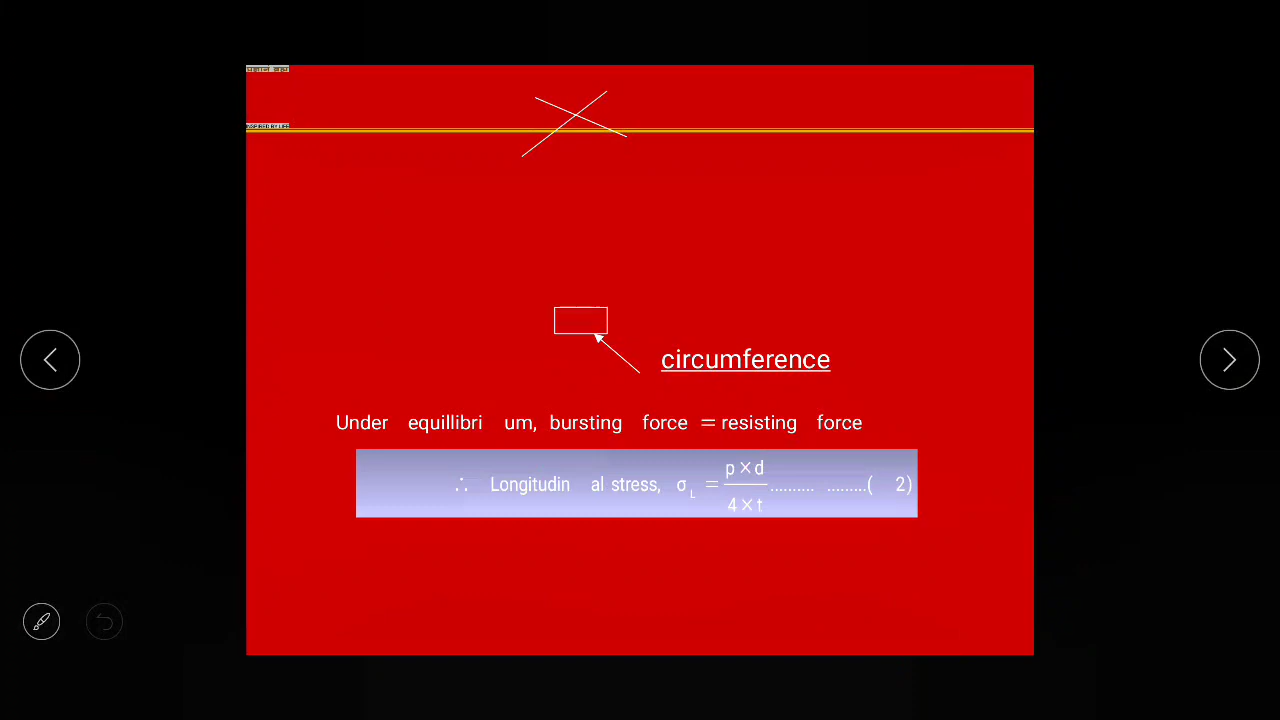 circumference
Under equillibri um, bursting force = resisting force
∴ Longitudin al stress, σL = p×d / 4×t .......... .........( 2)